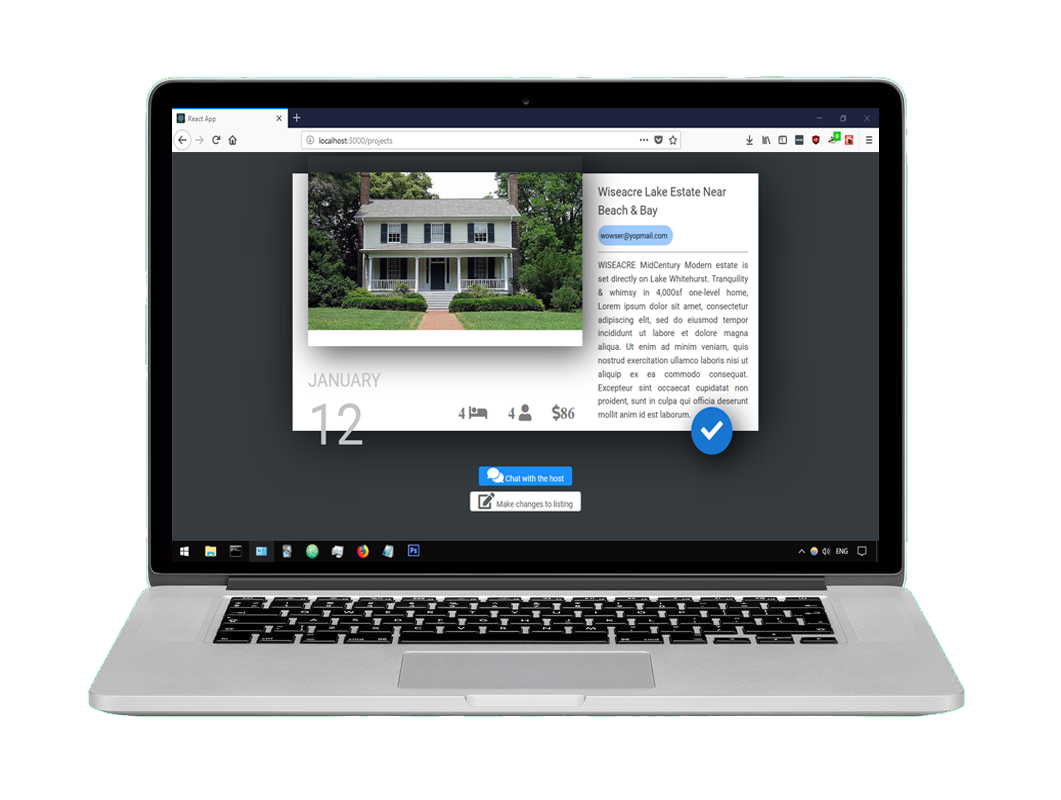 React App
localhost:3000/projects
Wiseacre Lake Estate Near
Beach & Bay
wowser@yopmail.com
WISEACRE MidCentury Modern estate is
set directly on Lake Whitehurst. Tranquility
& whimsy in 4,000sf one-level home,
Lorem ipsum dolor sit amet, consectetur
adipiscing elit, sed do eiusmod tempor
incididunt ut labore et dolore magna
aliqua. Ut enim ad minim veniam, quis
nostrud exercitation ullamco laboris nisi ut
aliquip ex ea commodo consequat.
Excepteur sint occaecat cupidatat non
proident, sunt in culpa qui officia deserunt
mollit anim id est laborum.
JANUARY
12
4 4 $86
Chat with the host
Make changes to listing
Ps
ENG